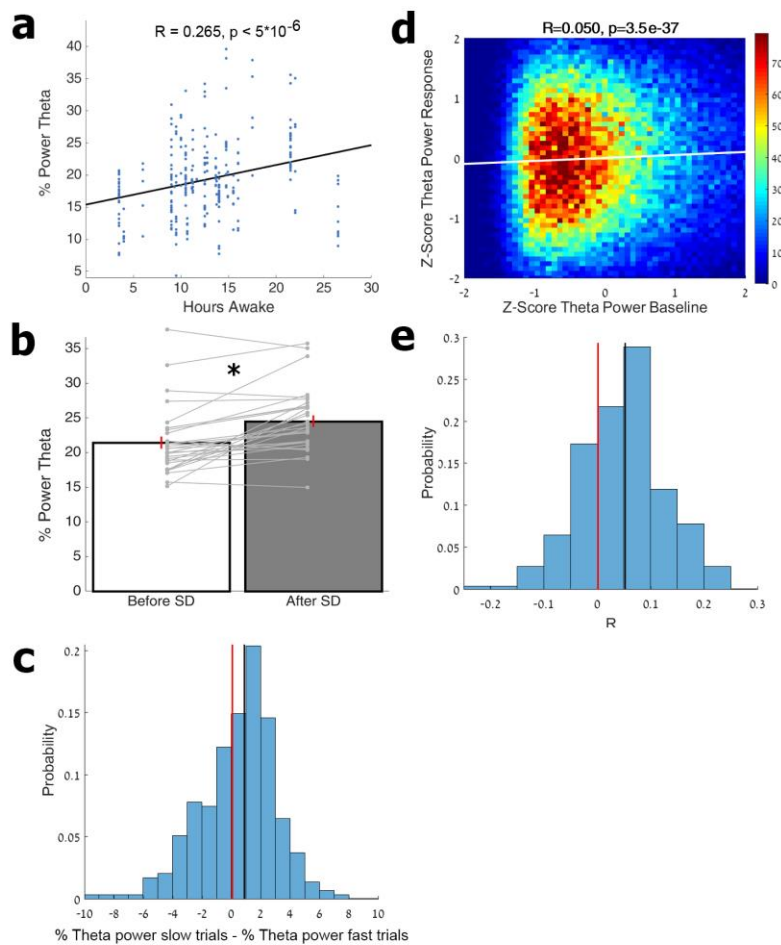 a
R = 0.265, p < 5*10^-6
% Power Theta
40
35
30
25
20
15
10
5
0 5 10 15 20 25 30
Hours Awake
b
*
% Power Theta
35
30
25
20
15
10
5
0
Before SD After SD
c
Probability
0.2
0.15
0.1
0.05
0
-10 -8 -6 -4 -2 0 2 4 6 8 10
% Theta power slow trials - % Theta power fast trials
d
R=0.050, p=3.5e-37
Z-Score Theta Power Response
2
1
0
-1
-2
-2 -1 0 1 2
Z-Score Theta Power Baseline
70
60
50
40
30
20
10
0
e
Probability
0.3
0.25
0.2
0.15
0.1
0.05
0
-0.2 -0.1 0 0.1 0.2 0.3
R